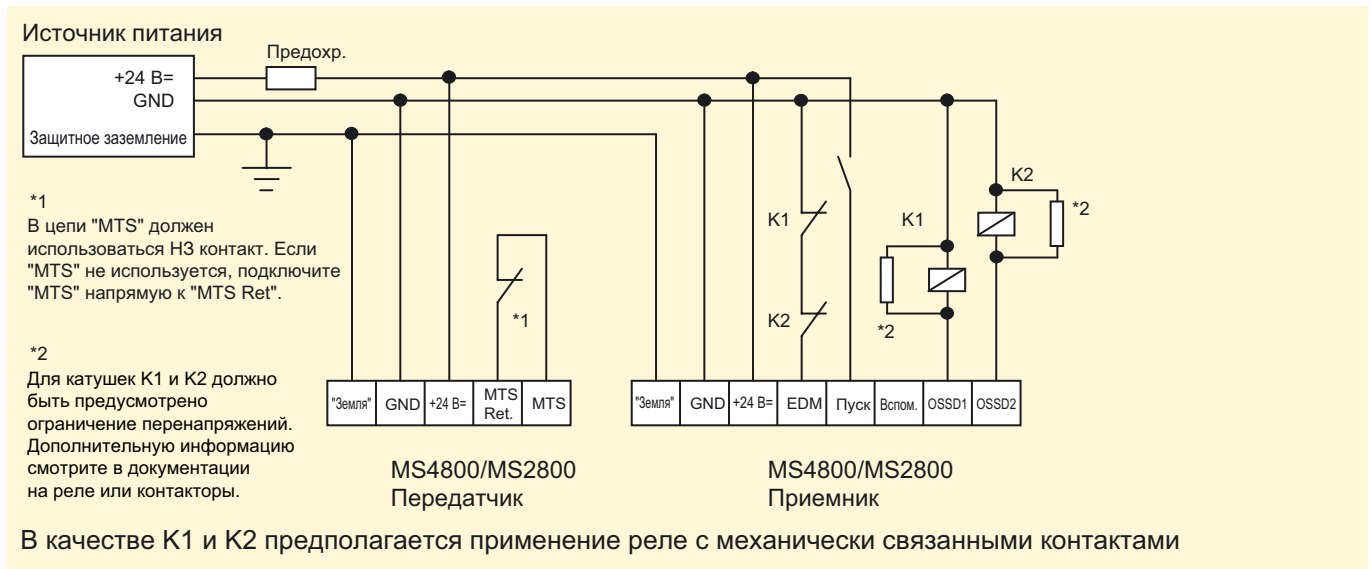 Источник питания
Предохр.
+24 В=
GND
Защитное заземление
*1
В цепи "MTS" должен
использоваться НЗ контакт. Если
"MTS" не используется, подключите
"MTS" напрямую к "MTS Ret".
*2
Для катушек К1 и К2 должно
быть предусмотрено
ограничение перенапряжений.
Дополнительную информацию
смотрите в документации
на реле или контакторы.
*1
K1
K2
K1
*2
K2
*2
"Земля" GND +24 В= MTS Ret. MTS
"Земля" GND +24 В= EDM Пуск Вспом. OSSD1 OSSD2
MS4800/MS2800
Передатчик
MS4800/MS2800
Приемник
В качестве K1 и K2 предполагается применение реле с механически связанными контактами